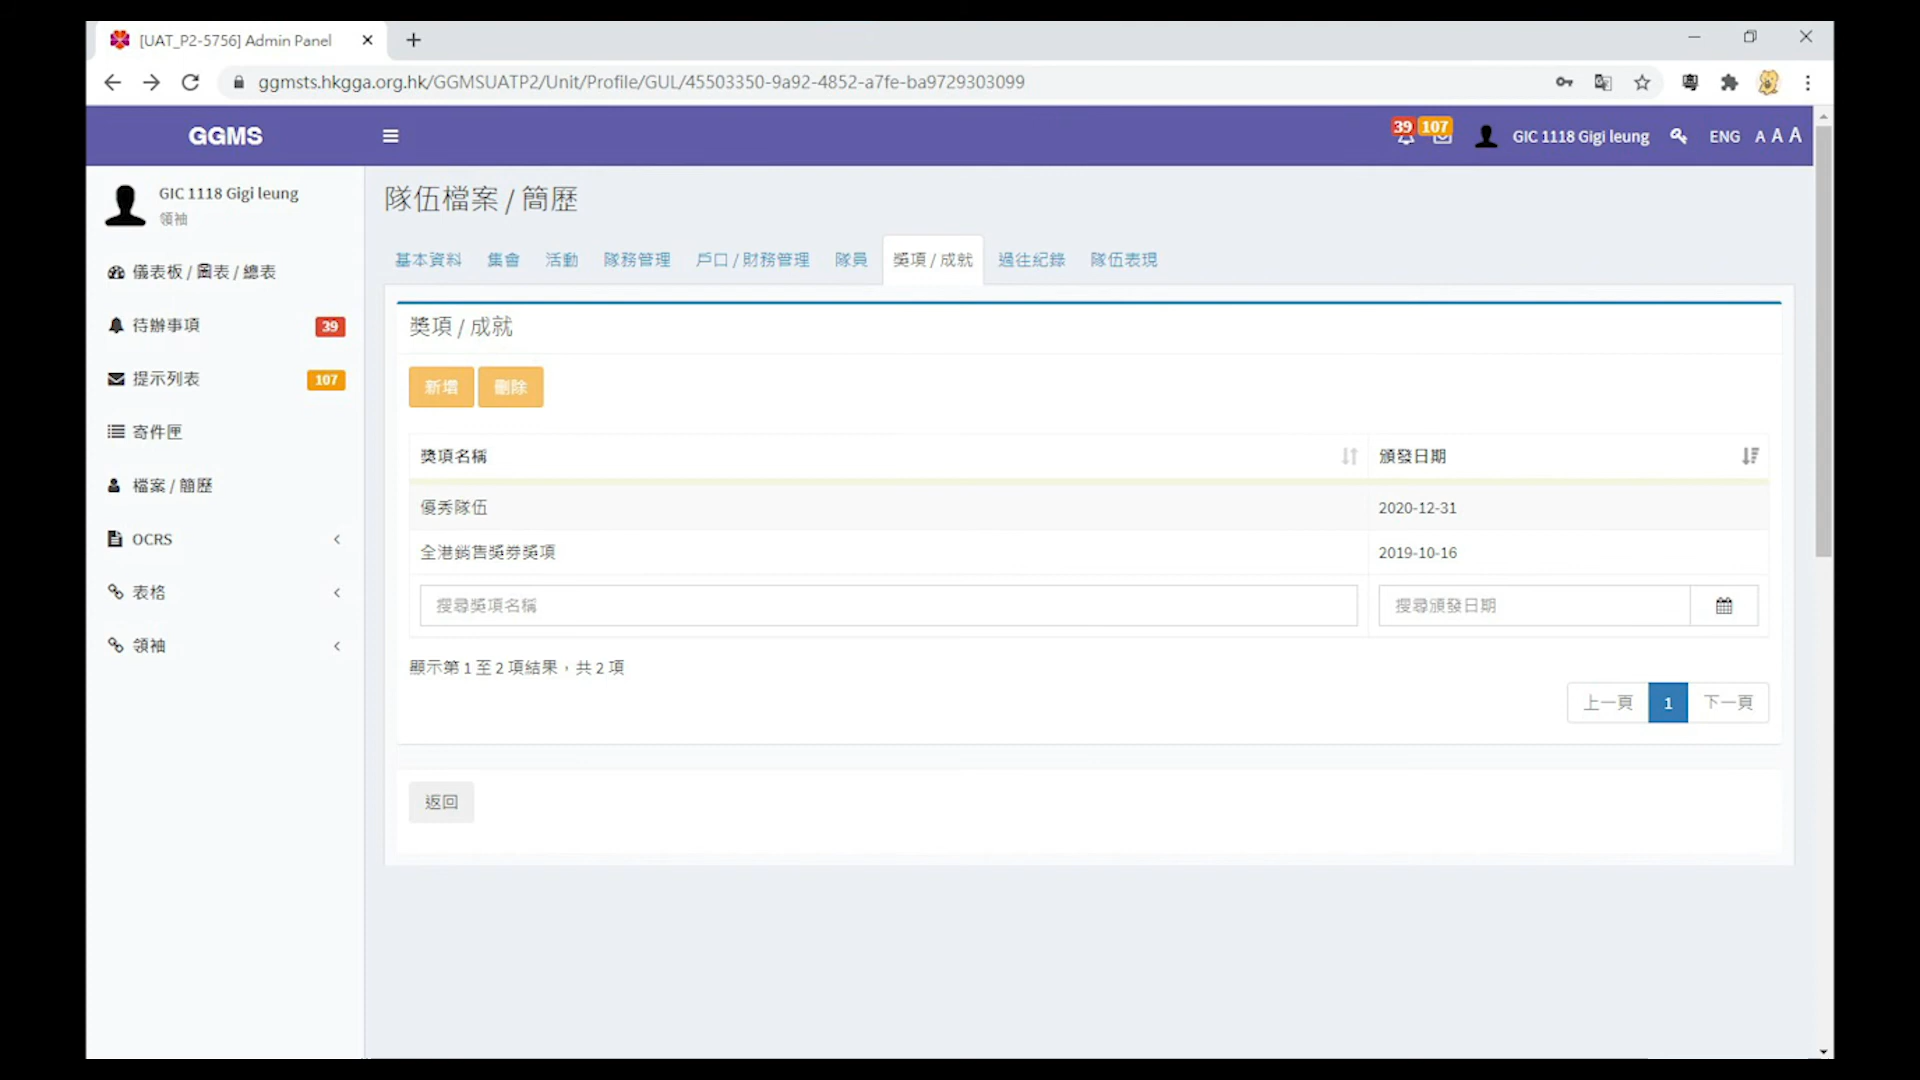 [UAT_P2-5756] Admin Panel
ggmsts.hkgga.org.hk/GGMSUATP2/Unit/Profile/GUL/45503350-9a92-4852-a7fe-ba9729303099
GGMS
39 107 GIC 1118 Gigi leung ENG A A A
GIC 1118 Gigi leung
領袖
儀表板 / 圖表 / 總表
待辦事項 39
提示列表 107
寄件匣
檔案 / 簡歷
OCRS
表格
領袖
隊伍檔案 / 簡歷
基本資料 集會 活動 隊務管理 戶口 / 財務管理 隊員 獎項 / 成就 過往紀錄 隊伍表現
獎項 / 成就
新增 刪除
獎項名稱 頒發日期
優秀隊伍 2020-12-31
全港銷售獎券獎項 2019-10-16
搜尋獎項名稱 搜尋頒發日期
顯示第 1 至 2 項結果，共 2 項
上一頁 1 下一頁
返回